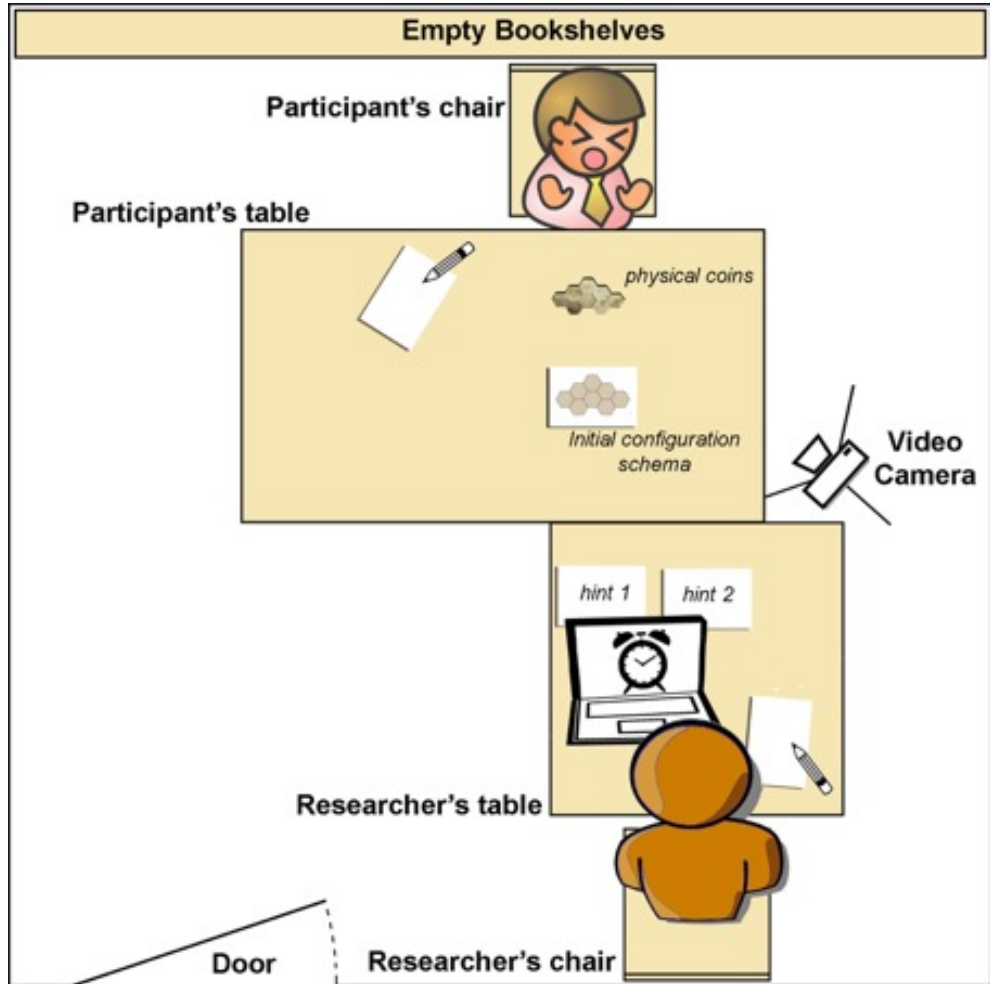 Empty Bookshelves
Participant's chair
Participant's table
physical coins
Initial configuration
schema
Video
Camera
hint 1
hint 2
Researcher's table
Door
Researcher's chair